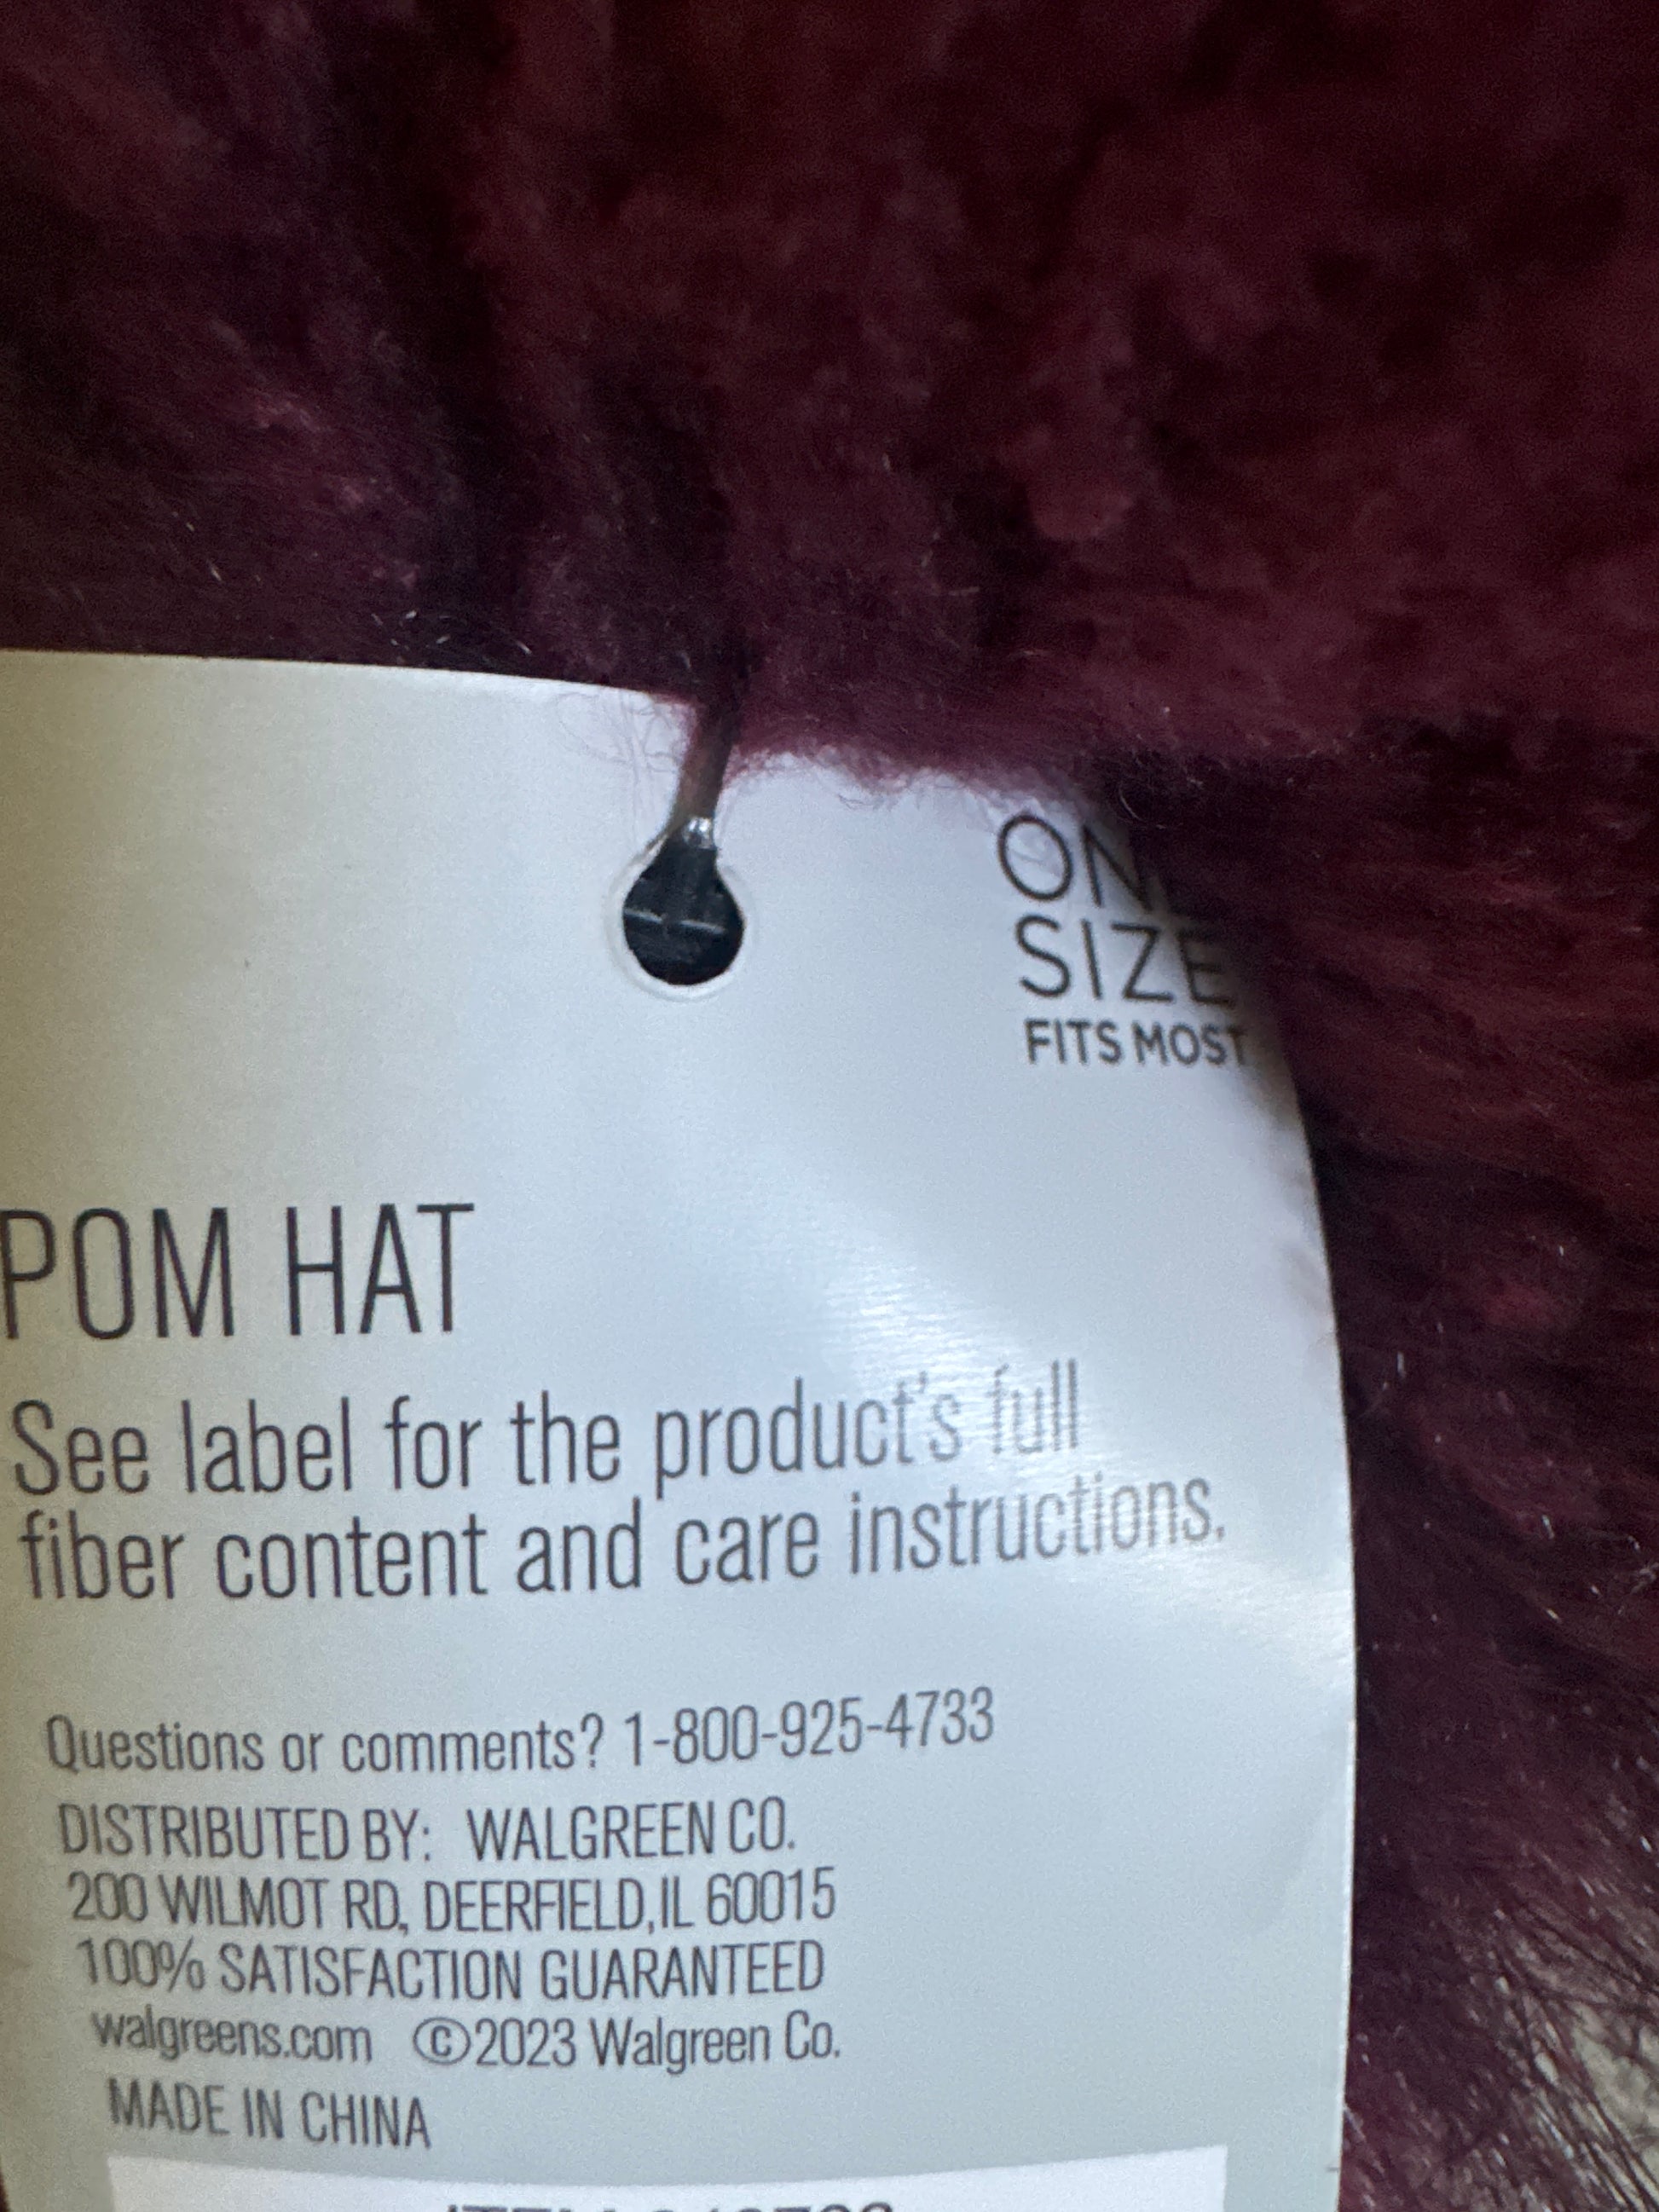 ONE
SIZE
FITS MOST
POM HAT
See label for the product's full
fiber content and care instructions.
Questions or comments? 1-800-925-4733
DISTRIBUTED BY: WALGREEN CO.
200 WILMOT RD, DEERFIELD, IL 60015
100% SATISFACTION GUARANTEED
walgreens.com ©2023 Walgreen Co.
MADE IN CHINA